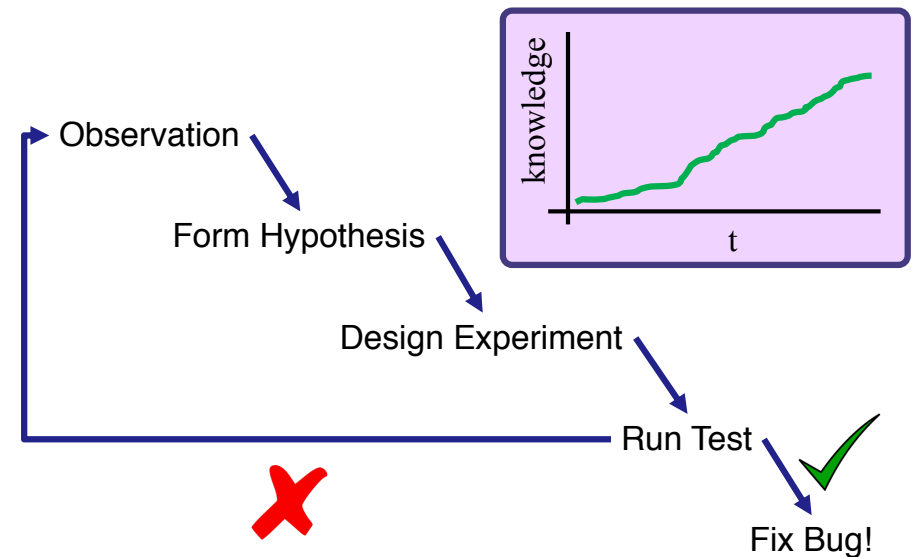 knowledge
t
Observation
Form Hypothesis
Design Experiment
Run Test
Fix Bug!